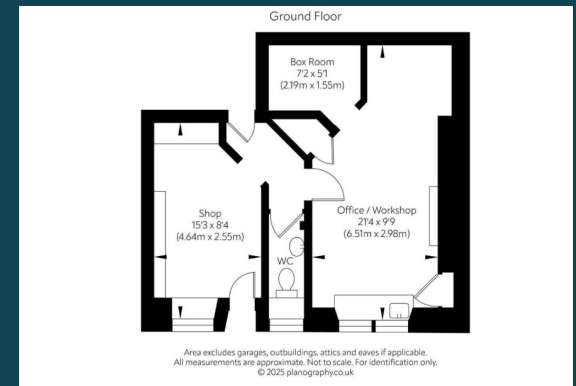 Ground Floor
Box Room
7'2 x 5'1
(2.19m x 1.55m)
Shop
15'3 x 8'4
(4.64m x 2.55m)
Office / Workshop
21'4 x 9'9
(6.51m x 2.98m)
WC
Area excludes garages, outbuildings, attics and eaves if applicable.
All measurements are approximate. Not to scale. For identification only.
© 2025 planography.co.uk